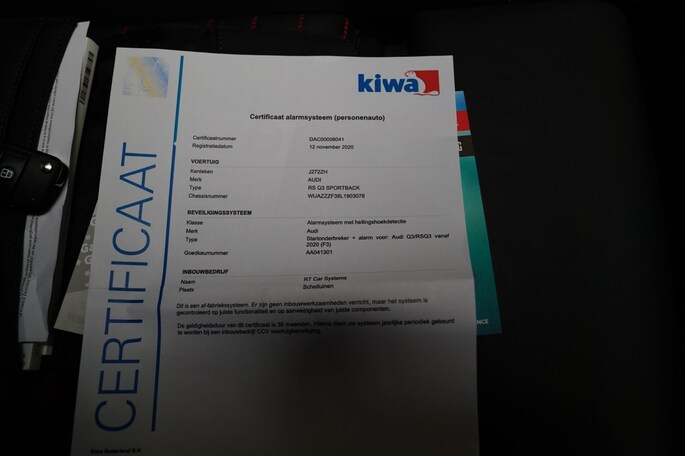 kiwa
CERTIFICAAT
Certificaat alarmsysteem (personenauto)
Certificaatnummer DAC00008041
Registratiedatum 12 november 2020
VOERTUIG
Kenteken J272ZH
Merk AUDI
Type RS Q3 SPORTBACK
Chassisnummer WUAZZZF38L1903078
BEVEILIGINGSSYSTEEM
Klasse Alarmsysteem met hellingshoekdetectie
Merk Audi
Type Startonderbreker + alarm voor: Audi Q3/RSQ3 vanaf
2020 (F3)
Goedkeurnummer AA041301
INBOUWBEDRIJF
Naam RT Car Systems
Plaats Schelluinen
Dit is een af-fabriekssysteem. Er zijn geen inbouwwerkzaamheden verricht, maar het systeem is
gecontroleerd op juiste functionaliteit en op aanwezigheid van juiste componenten.
De geldigheidsduur van dit certificaat is 36 maanden. Hierna dient uw systeem jaarlijks periodiek gekeurd
te worden bij een inbouwbedrijf CCV voertuigbeveiliging.
Kiwa Nederland B.V.